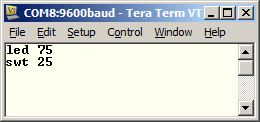 COM8:9600baud - Tera Term VT
File Edit Setup Control Window Help
led 75
swt 25